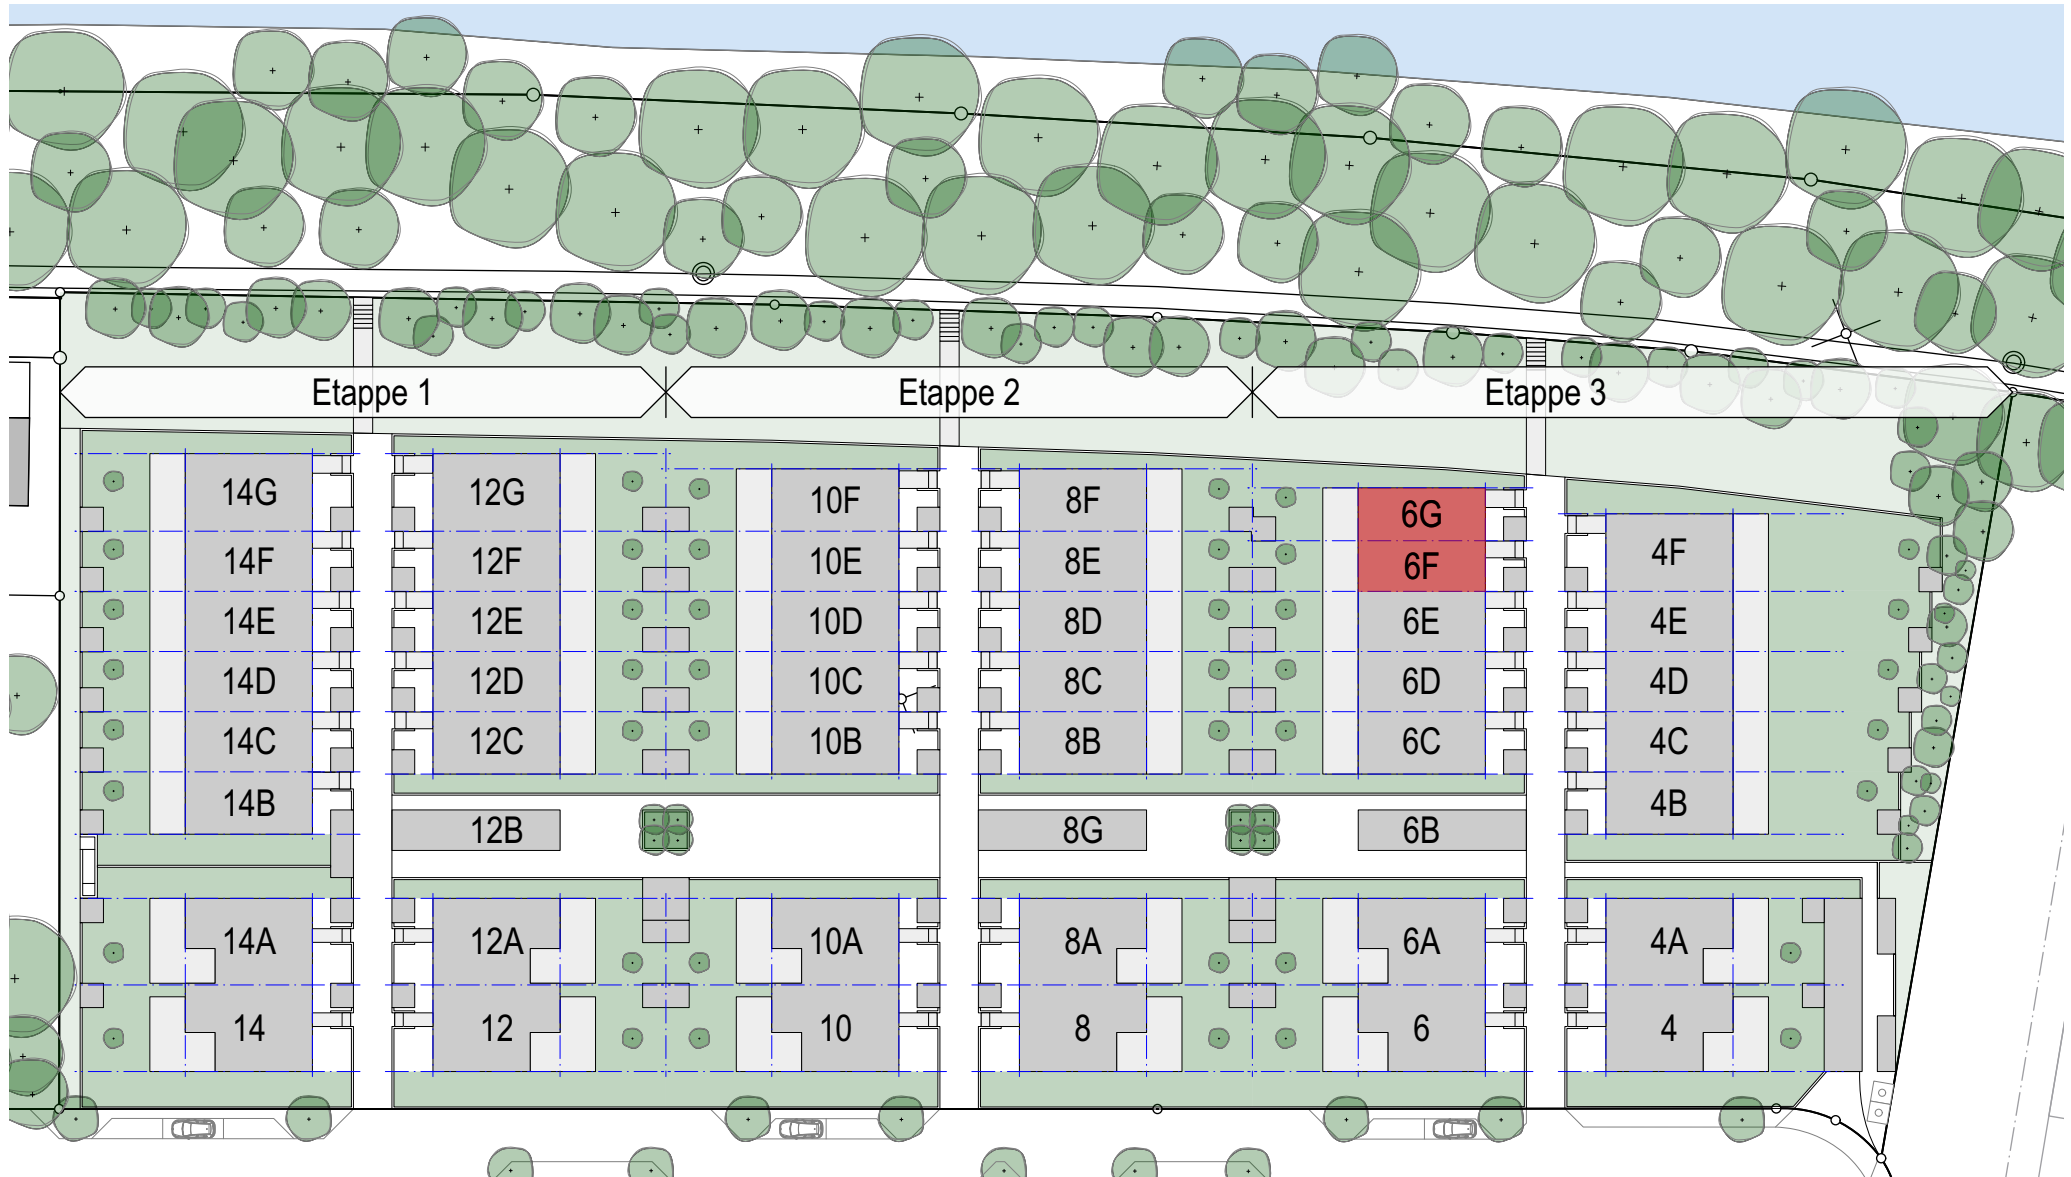 Etappe 1 Etappe 2 Etappe 3
14G 12G 10F 8F 6G 4F
14F 12F 10E 8E 6F 4E
14E 12E 10D 8D 6E 4D
14D 12D 10C 8C 6D 4C
14C 12C 10B 8B 6C 4B
14B 12B 8G 6B
14A 12A 10A 8A 6A 4A
14 12 10 8 6 4